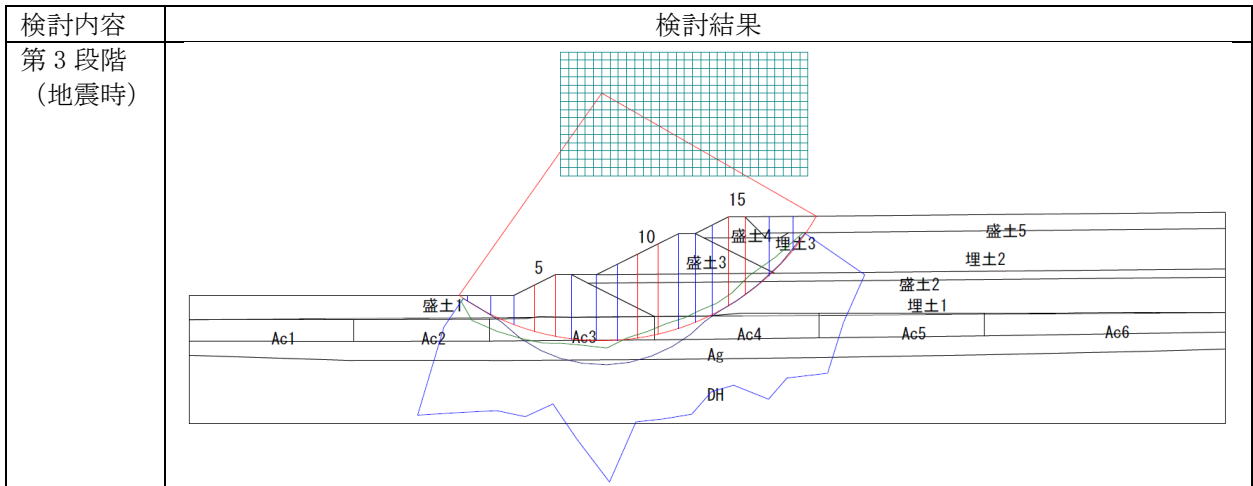 検討内容
検討結果
第3段階
（地震時）
15
盛土4
盛土5
10
埋土3
盛土3
埋土2
5
盛土2
盛土1
埋土1
Ac1
Ac2
Ac3
Ac4
Ac5
Ac6
Ag
DH